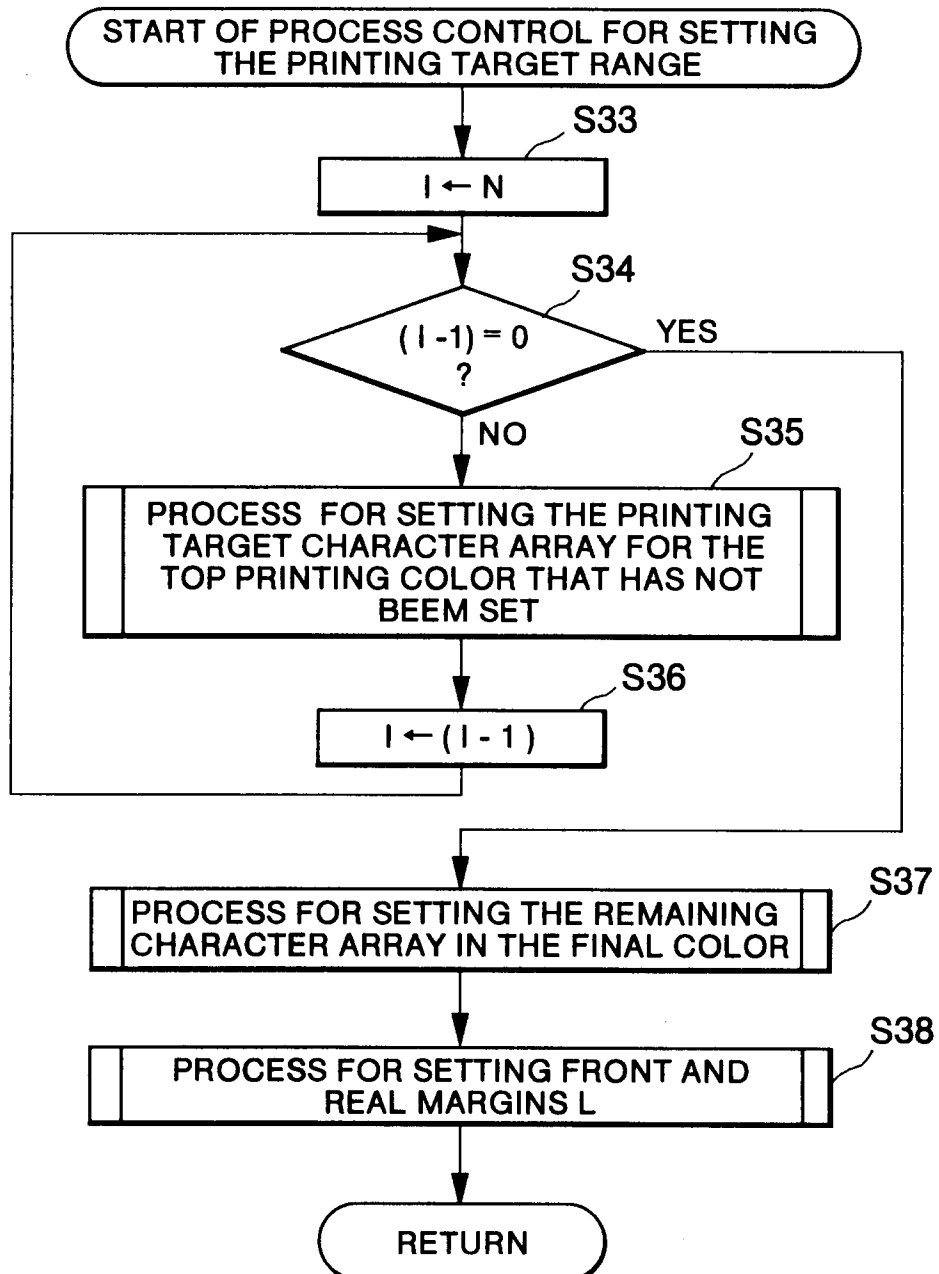 START OF PROCESS CONTROL FOR SETTING
THE PRINTING TARGET RANGE
S33
I ← N
S34
( I -1) = 0
?
YES
NO
S35
PROCESS FOR SETTING THE PRINTING
TARGET CHARACTER ARRAY FOR THE
TOP PRINTING COLOR THAT HAS NOT
BEEM SET
S36
I ← ( I - 1 )
S37
PROCESS FOR SETTING THE REMAINING
CHARACTER ARRAY IN THE FINAL COLOR
S38
PROCESS FOR SETTING FRONT AND
REAL MARGINS L
RETURN